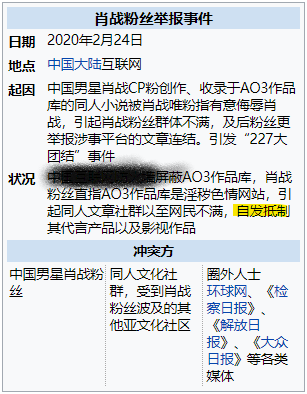 肖战粉丝举报事件
日期 2020年2月24日
地点 中国大陆互联网
起因 中国男星肖战CP粉创作、收录于AO3作品
库的同人小说被肖战唯粉指有意侮辱肖
战，引起肖战粉丝群体不满，及后粉丝更
举报涉事平台的文章连结。引发“227大
团结”事件
状况 屏蔽AO3作品库，肖战
粉丝直指AO3作品库是淫秽色情网站，引
起同人文章社群以至网民不满，自发抵制
其代言产品以及影视作品
冲突方
中国男星肖战粉
丝
同人文化社
群，受到肖战
粉丝波及的其
他亚文化社区
圈外人士
环球网、《检
察日报》、
《解放日
报》、《大众
日报》等各类
媒体